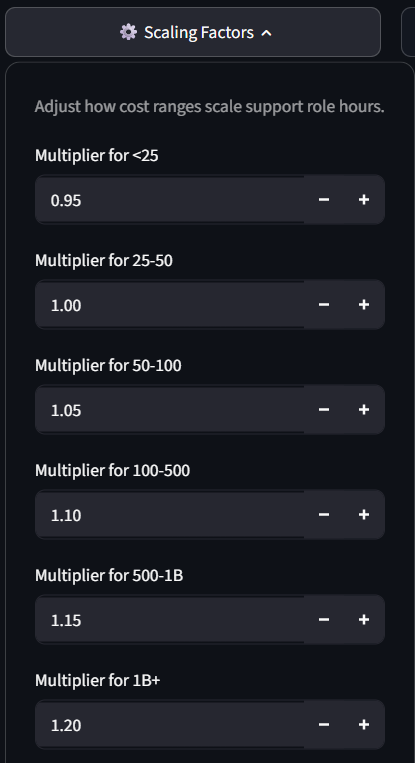 Scaling Factors
Adjust how cost ranges scale support role hours.
Multiplier for <25
0.95
Multiplier for 25-50
1.00
Multiplier for 50-100
1.05
Multiplier for 100-500
1.10
Multiplier for 500-1B
1.15
Multiplier for 1B+
1.20